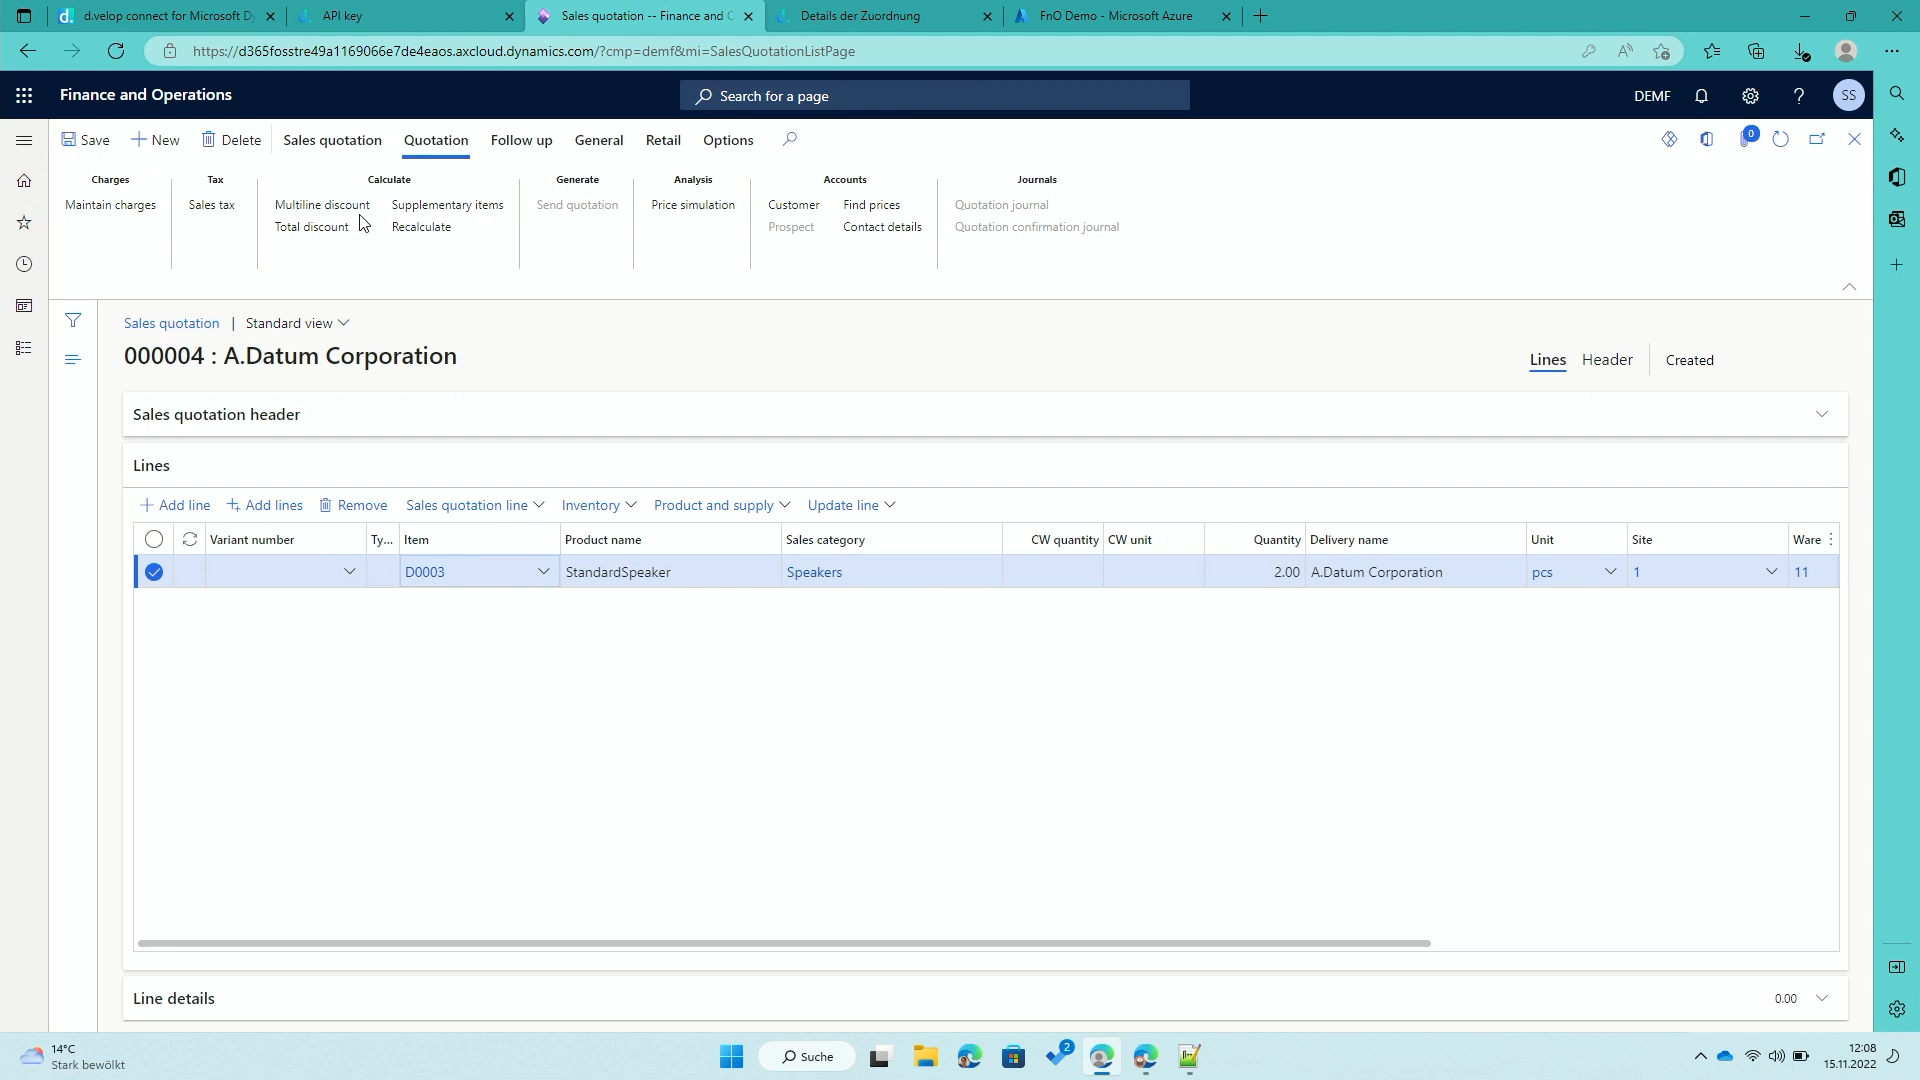 d.velop connect for Microsoft Dy
API key
Sales quotation -- Finance and O
Details der Zuordnung
FnO Demo - Microsoft Azure
https://d365fosstre49a1169066e7de4eaos.axcloud.dynamics.com/?cmp=demf&mi=SalesQuotationListPage
Finance and Operations
Search for a page
DEMF
SS
Save New Delete Sales quotation Quotation Follow up General Retail Options
0
Charges
Maintain charges
Tax
Sales tax
Calculate
Multiline discount Supplementary items
Total discount Recalculate
Generate
Send quotation
Analysis
Price simulation
Accounts
Customer Find prices
Prospect Contact details
Journals
Quotation journal
Quotation confirmation journal
Sales quotation | Standard view
000004 : A.Datum Corporation
Lines Header Created
Sales quotation header
Lines
Add line Add lines Remove Sales quotation line Inventory Product and supply Update line
Variant number Ty... Item Product name Sales category CW quantity CW unit Quantity Delivery name Unit Site Ware
D0003 StandardSpeaker Speakers 2.00 A.Datum Corporation pcs 1 11
Line details 0.00
14°C
Stark bewölkt
Suche
2
12:08
15.11.2022